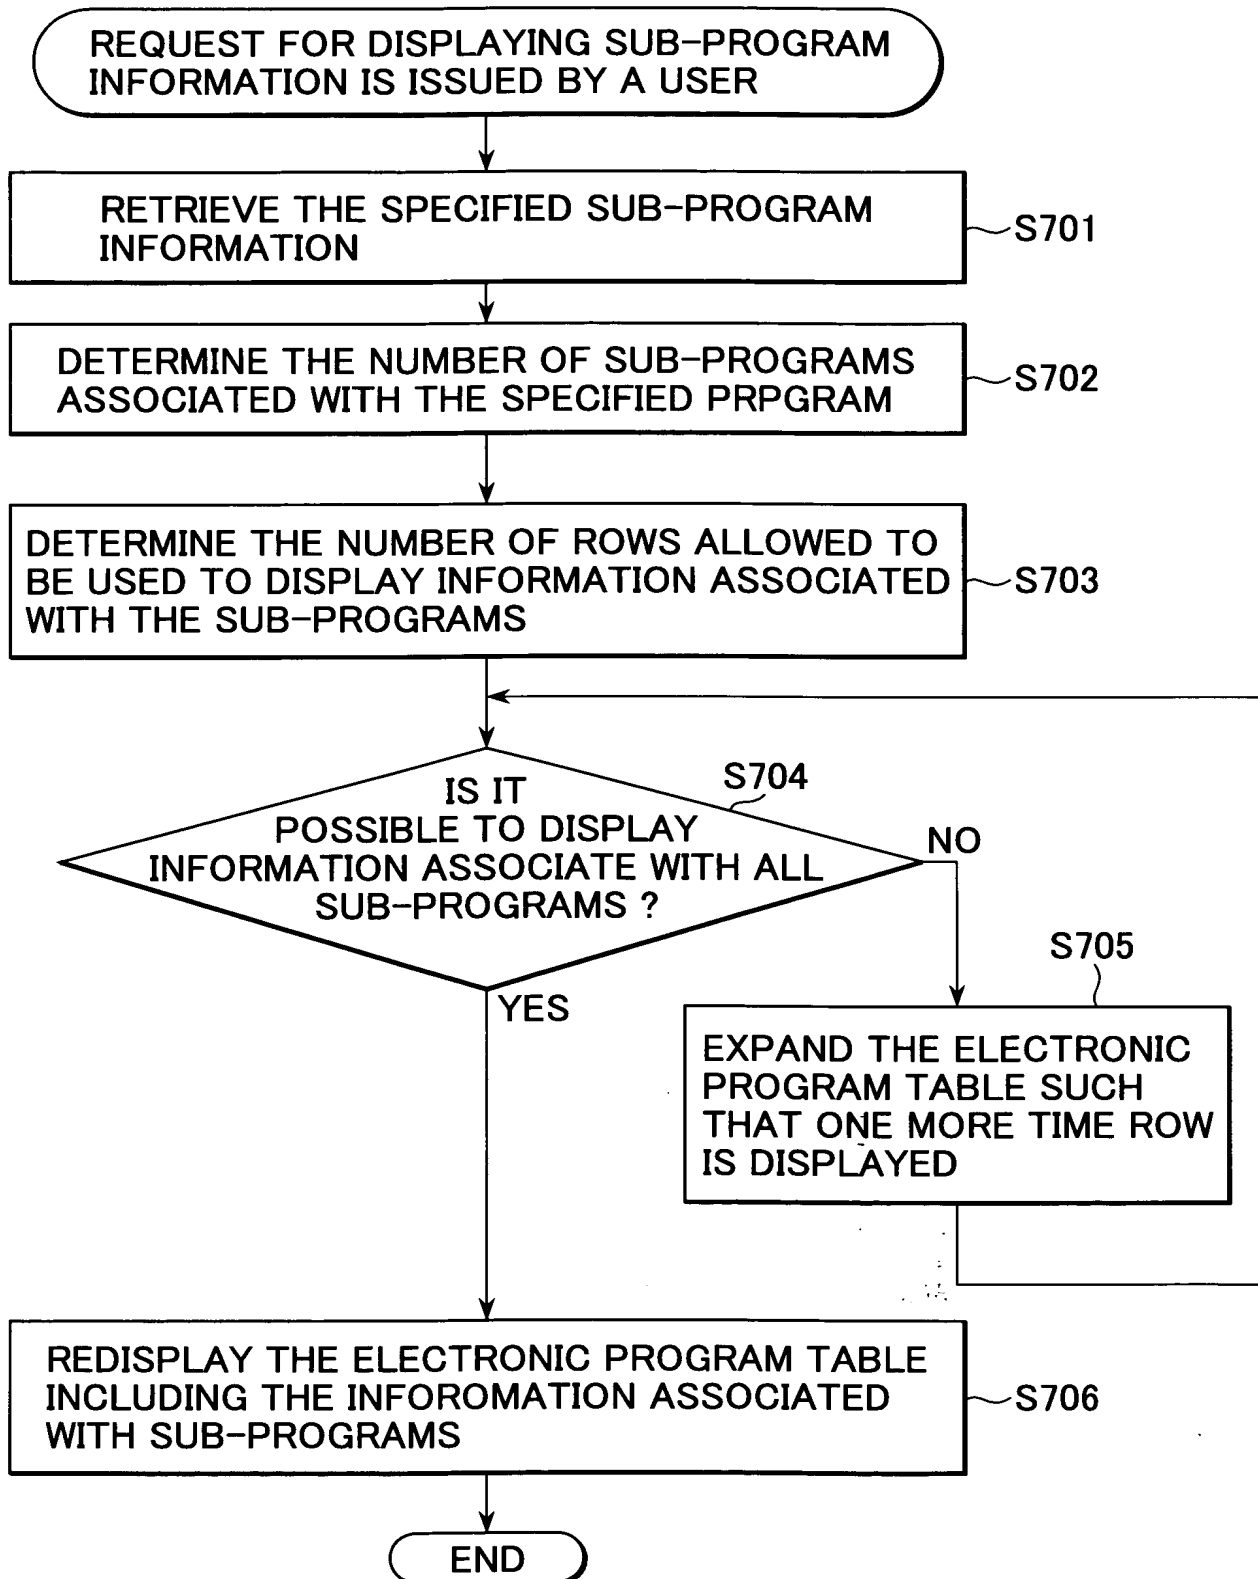 REQUEST FOR DISPLAYING SUB-PROGRAM
INFORMATION IS ISSUED BY A USER
RETRIEVE THE SPECIFIED SUB-PROGRAM
INFORMATION
S701
DETERMINE THE NUMBER OF SUB-PROGRAMS
ASSOCIATED WITH THE SPECIFIED PRPGRAM
S702
DETERMINE THE NUMBER OF ROWS ALLOWED TO
BE USED TO DISPLAY INFORMATION ASSOCIATED
WITH THE SUB-PROGRAMS
S703
S704
IS IT
POSSIBLE TO DISPLAY
INFORMATION ASSOCIATE WITH ALL
SUB-PROGRAMS ?
NO
YES
S705
EXPAND THE ELECTRONIC
PROGRAM TABLE SUCH
THAT ONE MORE TIME ROW
IS DISPLAYED
REDISPLAY THE ELECTRONIC PROGRAM TABLE
INCLUDING THE INFOROMATION ASSOCIATED
WITH SUB-PROGRAMS
S706
END